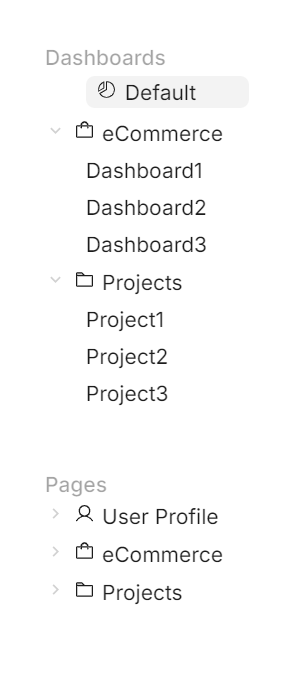 Dashboards
Default
eCommerce
Dashboard1
Dashboard2
Dashboard3
Projects
Project1
Project2
Project3
Pages
User Profile
eCommerce
Projects